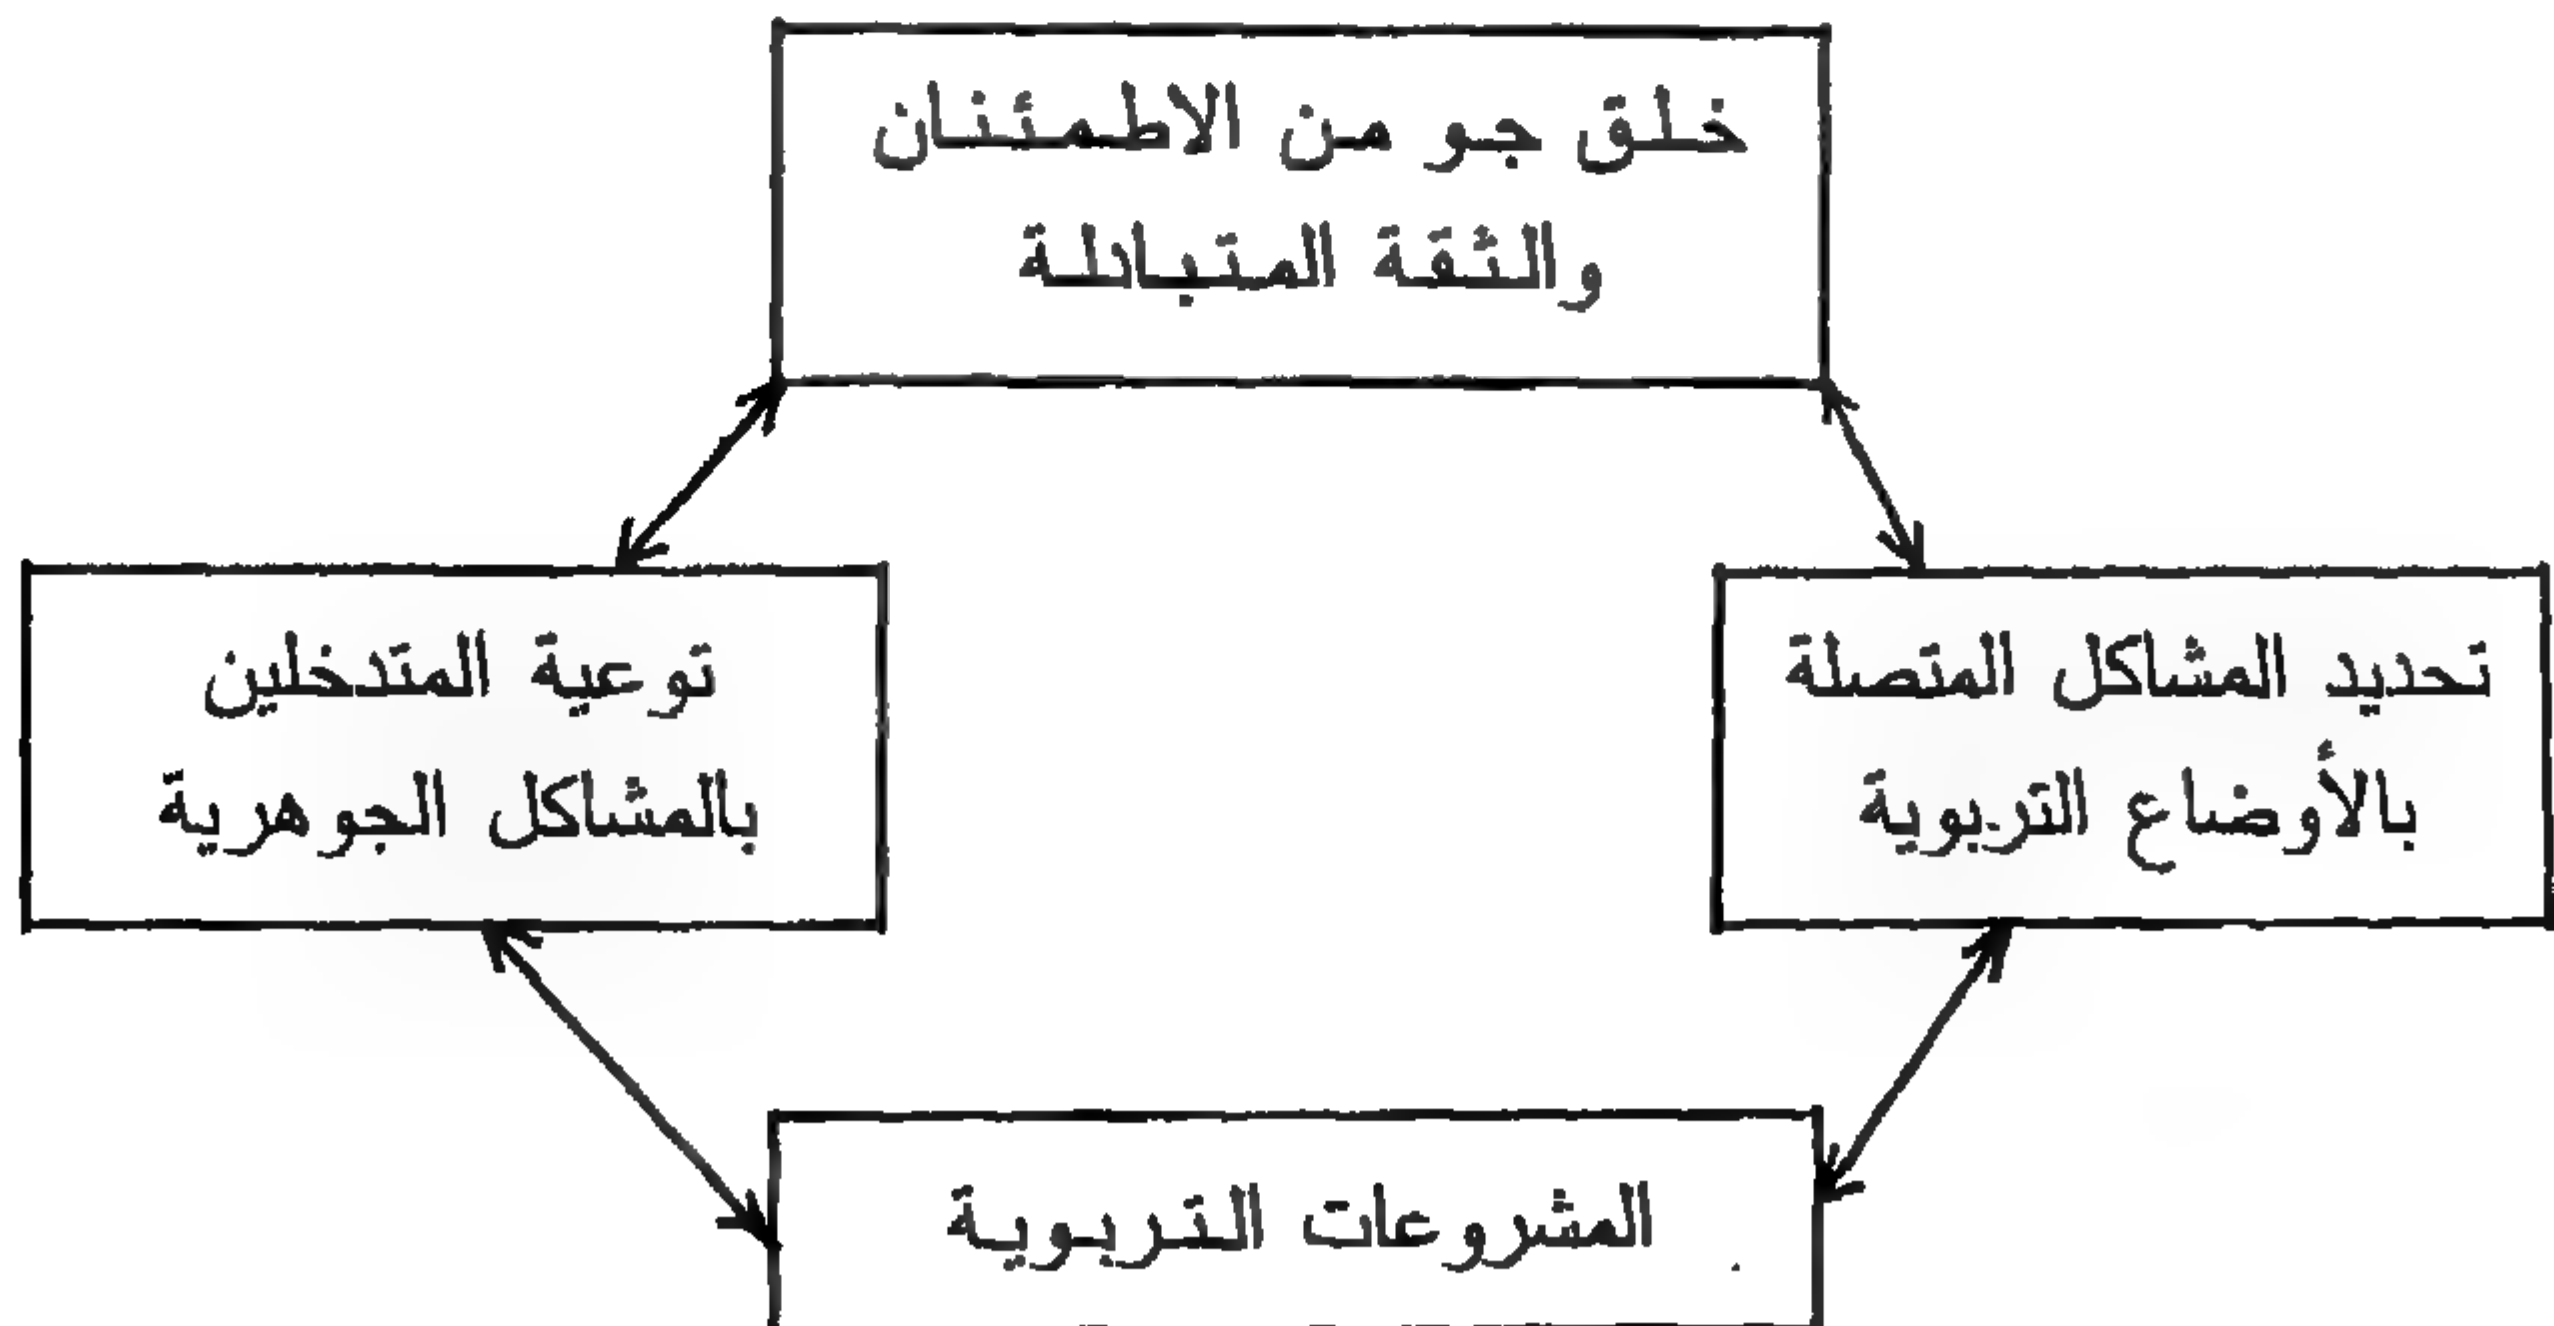 خلق جو من الاطمئنان
والثقة المتبادلة
تحديد المشاكل المتصلة
بالأوضاع التربوية
توعية المتدخلين
بالمشاكل الجوهرية
المشروعات التربوية